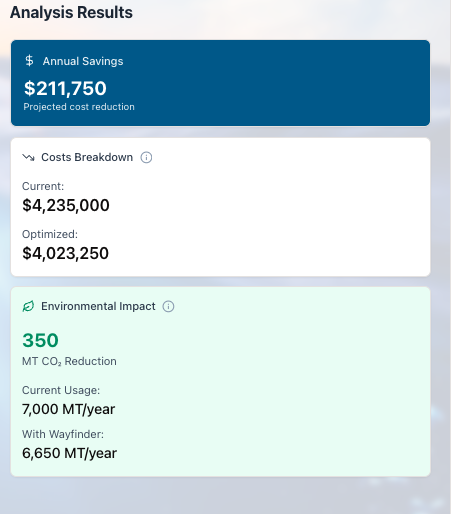 Analysis Results
$ Annual Savings
$211,750
Projected cost reduction
Costs Breakdown
Current:
$4,235,000
Optimized:
$4,023,250
Environmental Impact
350
MT CO₂ Reduction
Current Usage:
7,000 MT/year
With Wayfinder:
6,650 MT/year